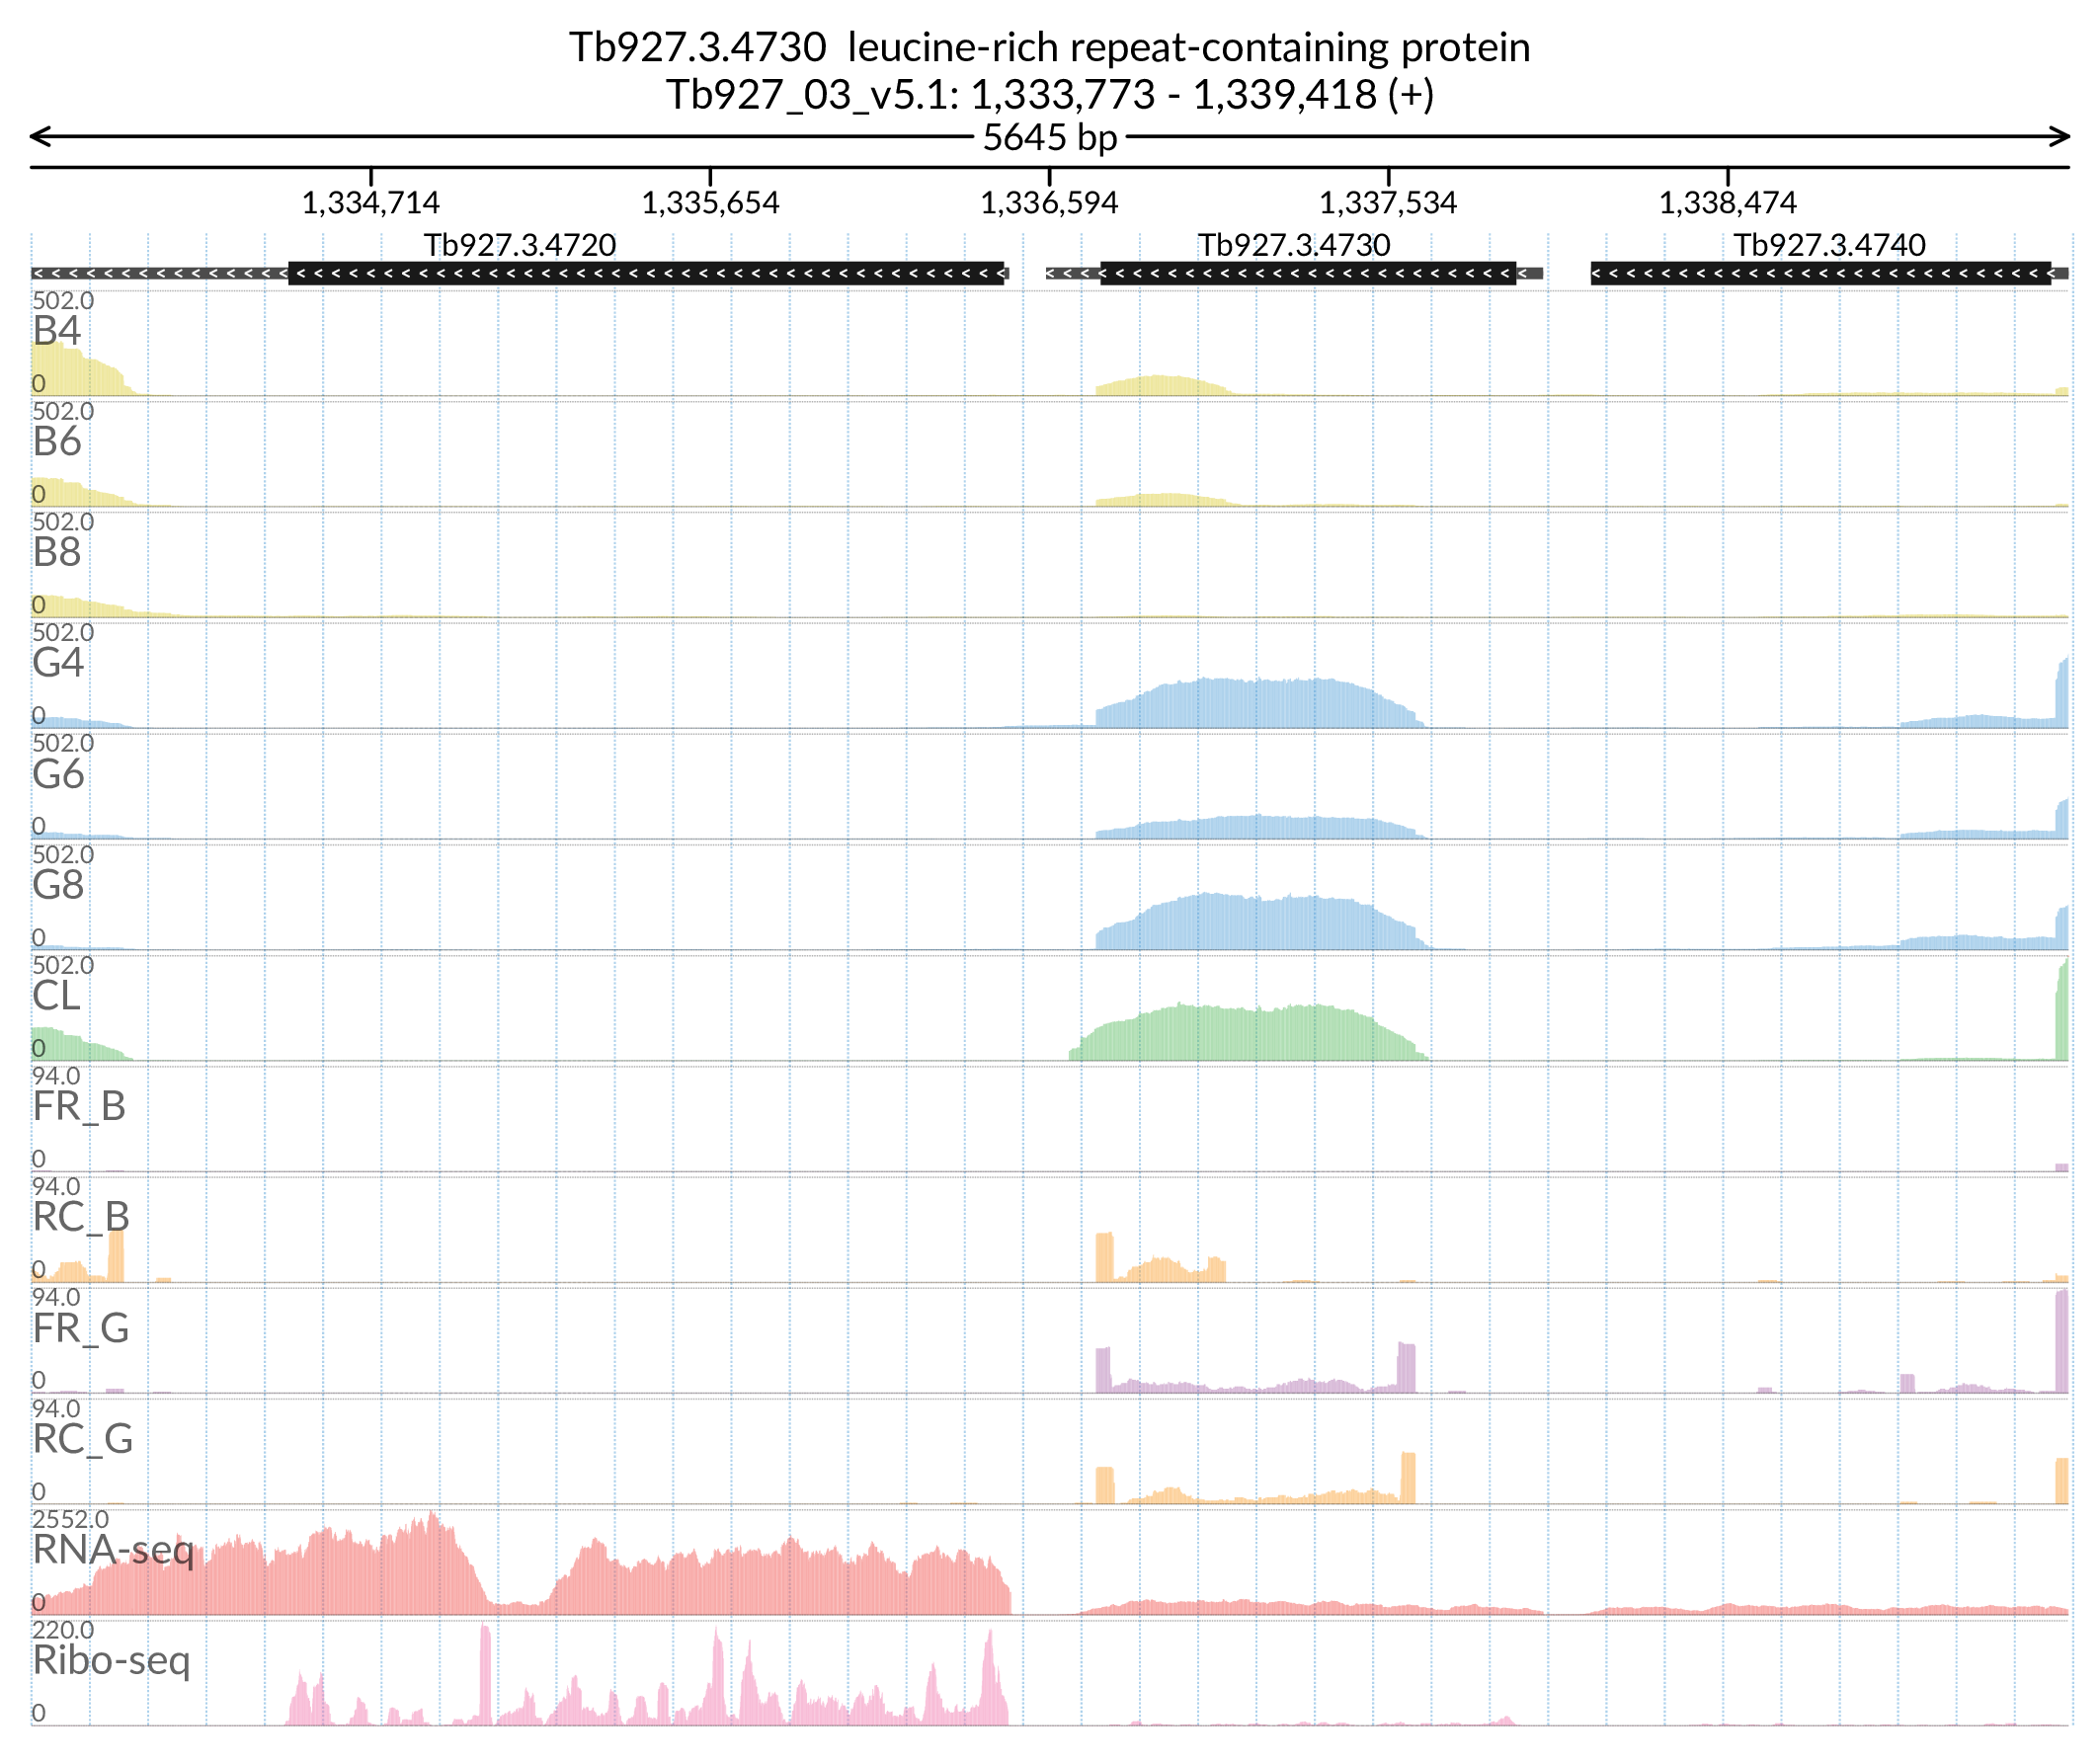 Tb927.3.4730  leucine-rich repeat-containing protein
Tb927_03_v5.1: 1,333,773 - 1,339,418 (+)
5645 bp
1,334,714 1,335,654 1,336,594 1,337,534 1,338,474
Tb927.3.4720 Tb927.3.4730 Tb927.3.4740
502.0
B4
0
502.0
B6
0
502.0
B8
0
502.0
G4
0
502.0
G6
0
502.0
G8
0
502.0
CL
0
94.0
FR_B
0
94.0
RC_B
0
94.0
FR_G
0
94.0
RC_G
0
2552.0
RNA-seq
0
220.0
Ribo-seq
0